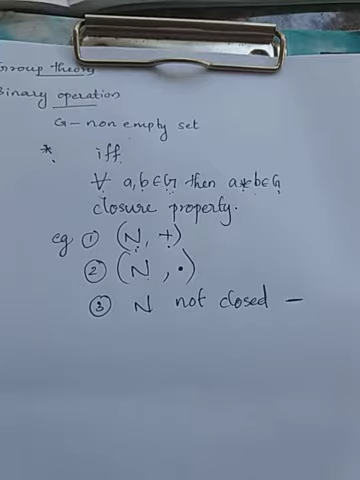 Group theory
Binary operation
G - non empty set
* iff
∀ a, b ∈ G then a * b ∈ G
closure property.
eg ① (N, +)
② (N, ·)
③ N not closed −